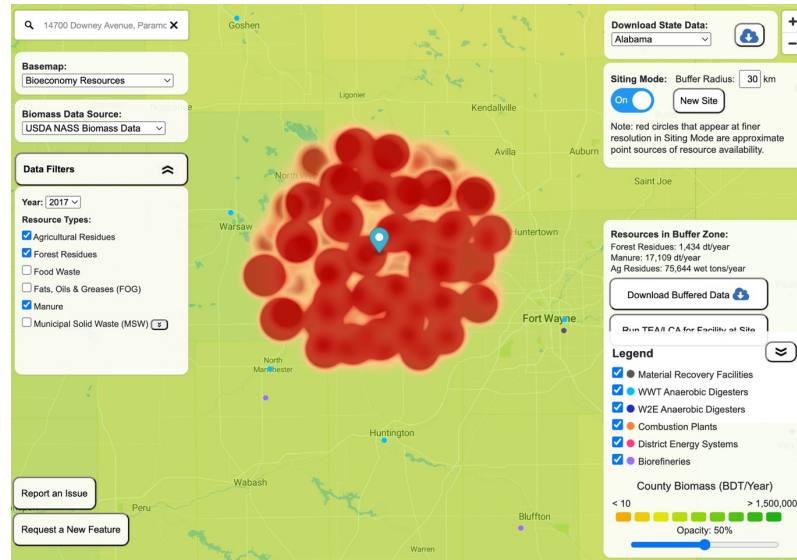 14700 Downey Avenue, Paramo
Basemap:
Bioeconomy Resources
Biomass Data Source:
USDA NASS Biomass Data
Data Filters
Year: 2017
Resource Types:
Agricultural Residues
Forest Residues
Food Waste
Fats, Oils & Greases (FOG)
Manure
Municipal Solid Waste (MSW)
Report an Issue
Request a New Feature
Goshen
Ligonier
Kendallville
Avilla
Auburn
Saint Joe
North
Warsaw
Huntertown
Fort Wayne
North
Manchester
Huntington
Wabash
Peru
Bluffton
Warren
Download State Data:
Alabama
+
−
Siting Mode: Buffer Radius: 30 km
On New Site
Note: red circles that appear at finer
resolution in Siting Mode are approximate
point sources of resource availability.
Resources in Buffer Zone:
Forest Residues: 1,434 dt/year
Manure: 17,109 dt/year
Ag Residues: 75,644 wet tons/year
Download Buffered Data
Run TEA/LCA for Facility at Site
Legend
Material Recovery Facilities
WWT Anaerobic Digesters
W2E Anaerobic Digesters
Combustion Plants
District Energy Systems
Biorefineries
County Biomass (BDT/Year)
< 10 > 1,500,000
Opacity: 50%